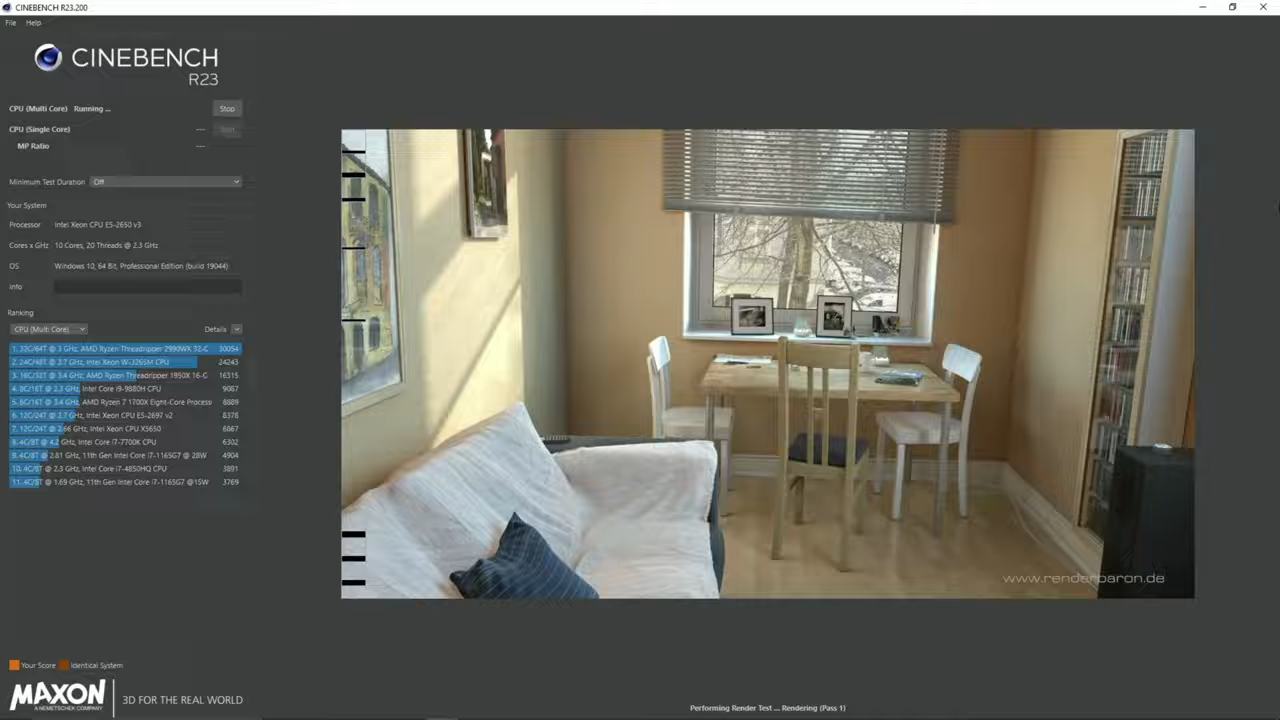 CINEBENCH R23.200
File Help
CINEBENCH
R23
CPU (Multi Core) Running ... Stop
CPU (Single Core) --- Start
MP Ratio ---
Minimum Test Duration Off
Your System
Processor Intel Xeon CPU E5-2650 v3
Cores x GHz 10 Cores, 20 Threads @ 2.3 GHz
OS Windows 10, 64 Bit, Professional Edition (build 19044)
Info
Ranking
CPU (Multi Core) Details
1. 32C/64T @ 3 GHz, AMD Ryzen Threadripper 2990WX 32-C 30054
2. 24C/48T @ 2.7 GHz, Intel Xeon W-3265M CPU 24243
3. 16C/32T @ 3.4 GHz, AMD Ryzen Threadripper 1950X 16-C 16315
4. 8C/16T @ 2.3 GHz, Intel Core i9-9880H CPU 9087
5. 8C/16T @ 3.4 GHz, AMD Ryzen 7 1700X Eight-Core Process 8889
6. 12C/24T @ 2.7 GHz, Intel Xeon CPU E5-2697 v2 8378
7. 12C/24T @ 2.66 GHz, Intel Xeon CPU X5650 6867
8. 4C/8T @ 4.2 GHz, Intel Core i7-7700K CPU 6302
9. 4C/8T @ 2.81 GHz, 11th Gen Intel Core i7-1165G7 @ 28W 4904
10. 4C/8T @ 2.3 GHz, Intel Core i7-4850HQ CPU 3891
11. 4C/8T @ 1.69 GHz, 11th Gen Intel Core i7-1165G7 @15W 3769
www.renderbaron.de
Your Score Identical System
MAXON
A NEMETSCHEK COMPANY
3D FOR THE REAL WORLD
Performing Render Test ... Rendering (Pass 1)